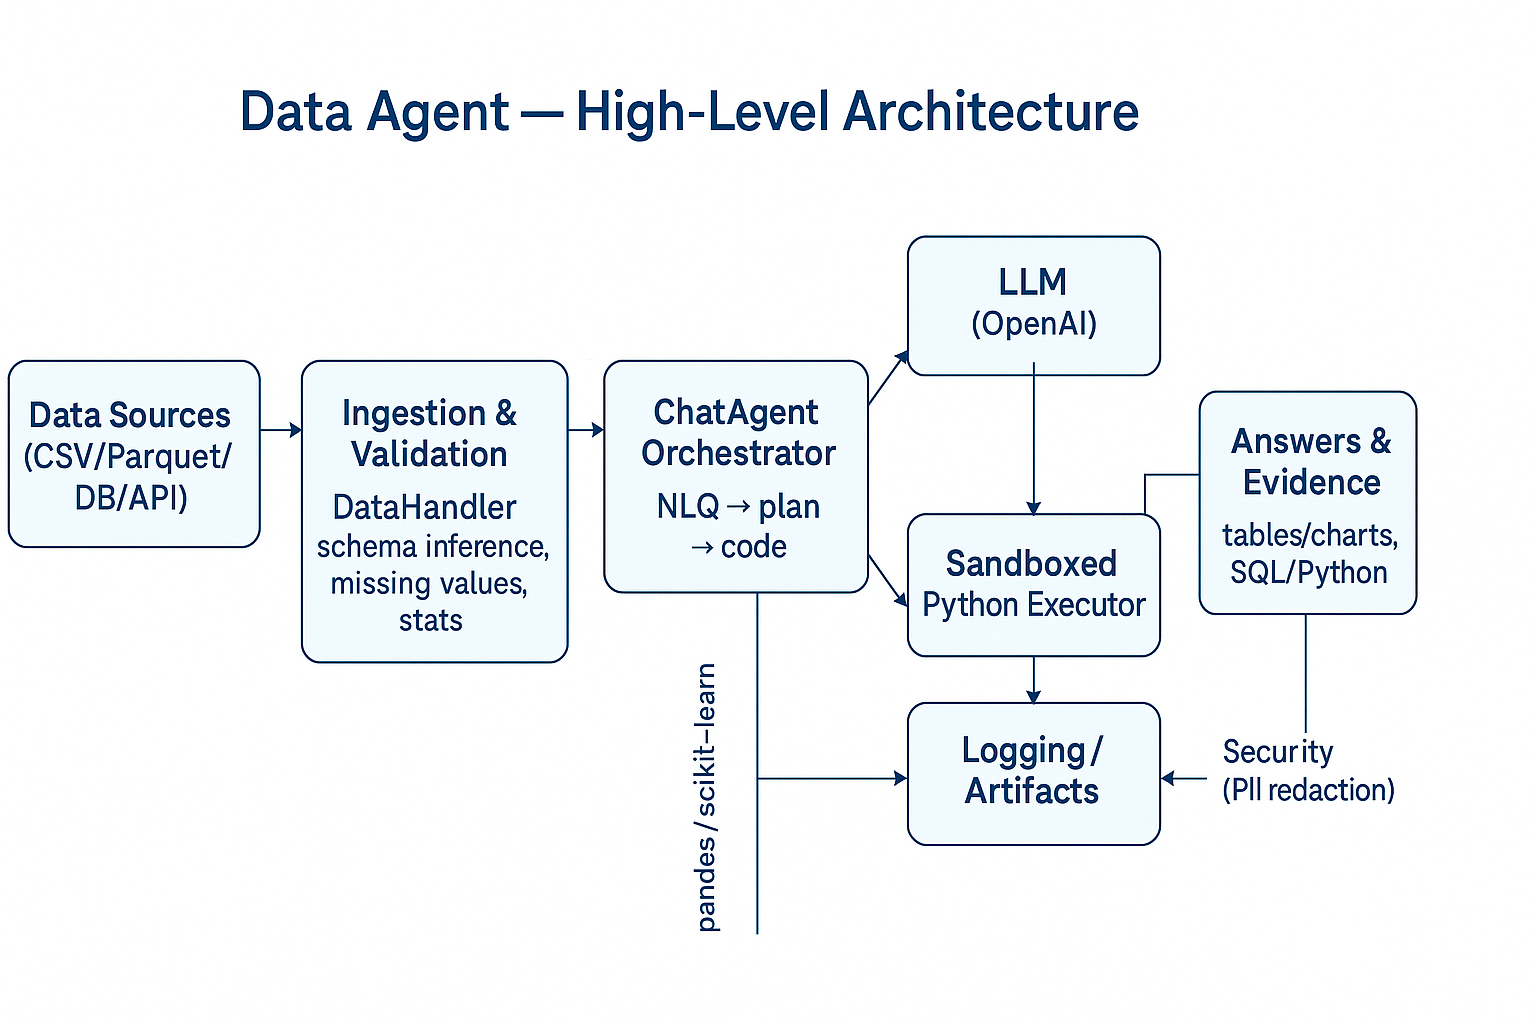 Data Agent — High-Level Architecture
Data Sources
(CSV/Parquet/
DB/API)
Ingestion &
Validation
DataHandler
schema inference,
missing values,
stats
ChatAgent
Orchestrator
NLQ → plan
→ code
LLM
(OpenAI)
Sandboxed
Python Executor
Answers &
Evidence
tables/charts,
SQL/Python
pandes / scikit-learn
Logging /
Artifacts
Security
(PII redaction)